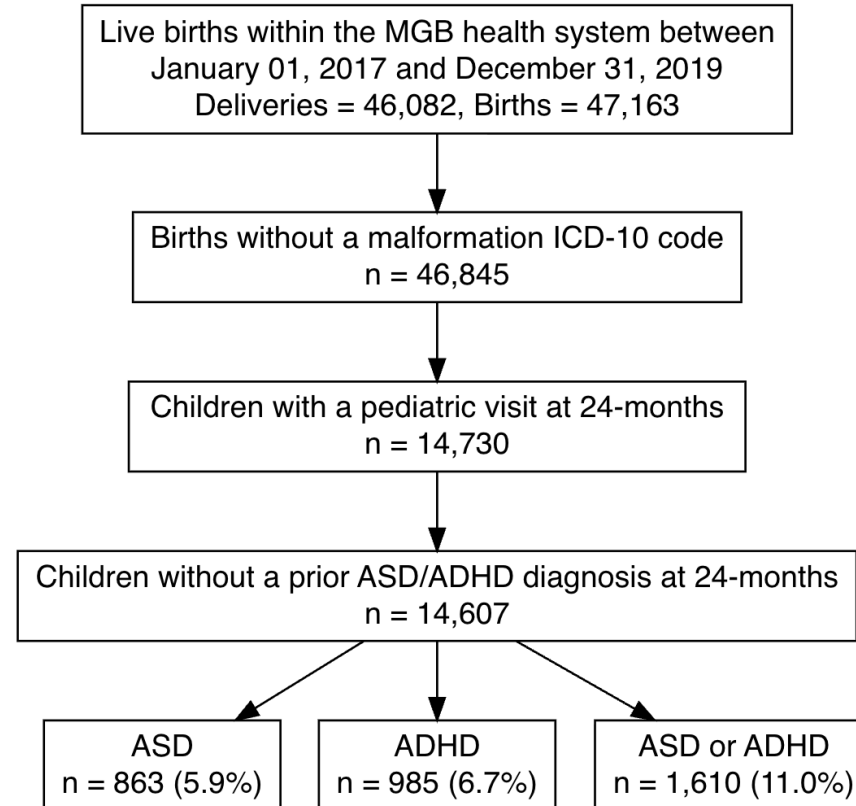 Live births within the MGB health system between
January 01, 2017 and December 31, 2019
Deliveries = 46,082, Births = 47,163
Births without a malformation ICD-10 code
n = 46,845
Children with a pediatric visit at 24-months
n = 14,730
Children without a prior ASD/ADHD diagnosis at 24-months
n = 14,607
ASD
n = 863 (5.9%)
ADHD
n = 985 (6.7%)
ASD or ADHD
n = 1,610 (11.0%)